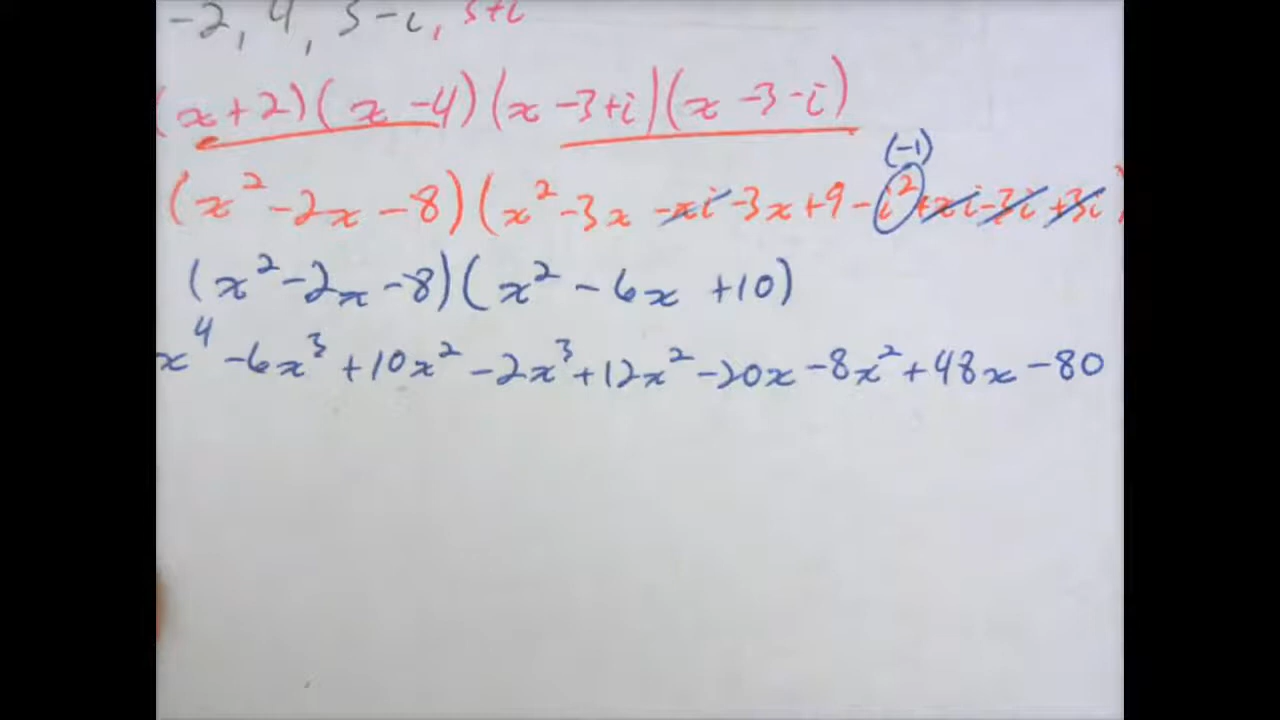 -2, 4, 3-i, 3+i
(x+2)(x-4)(x-3+i)(x-3-i)
(-1)
(x²-2x-8)(x²-3x-xi-3x+9-i²+xi-3i+3i)
(x²-2x-8)(x²-6x+10)
x⁴-6x³+10x²-2x³+12x²-20x-8x²+48x-80